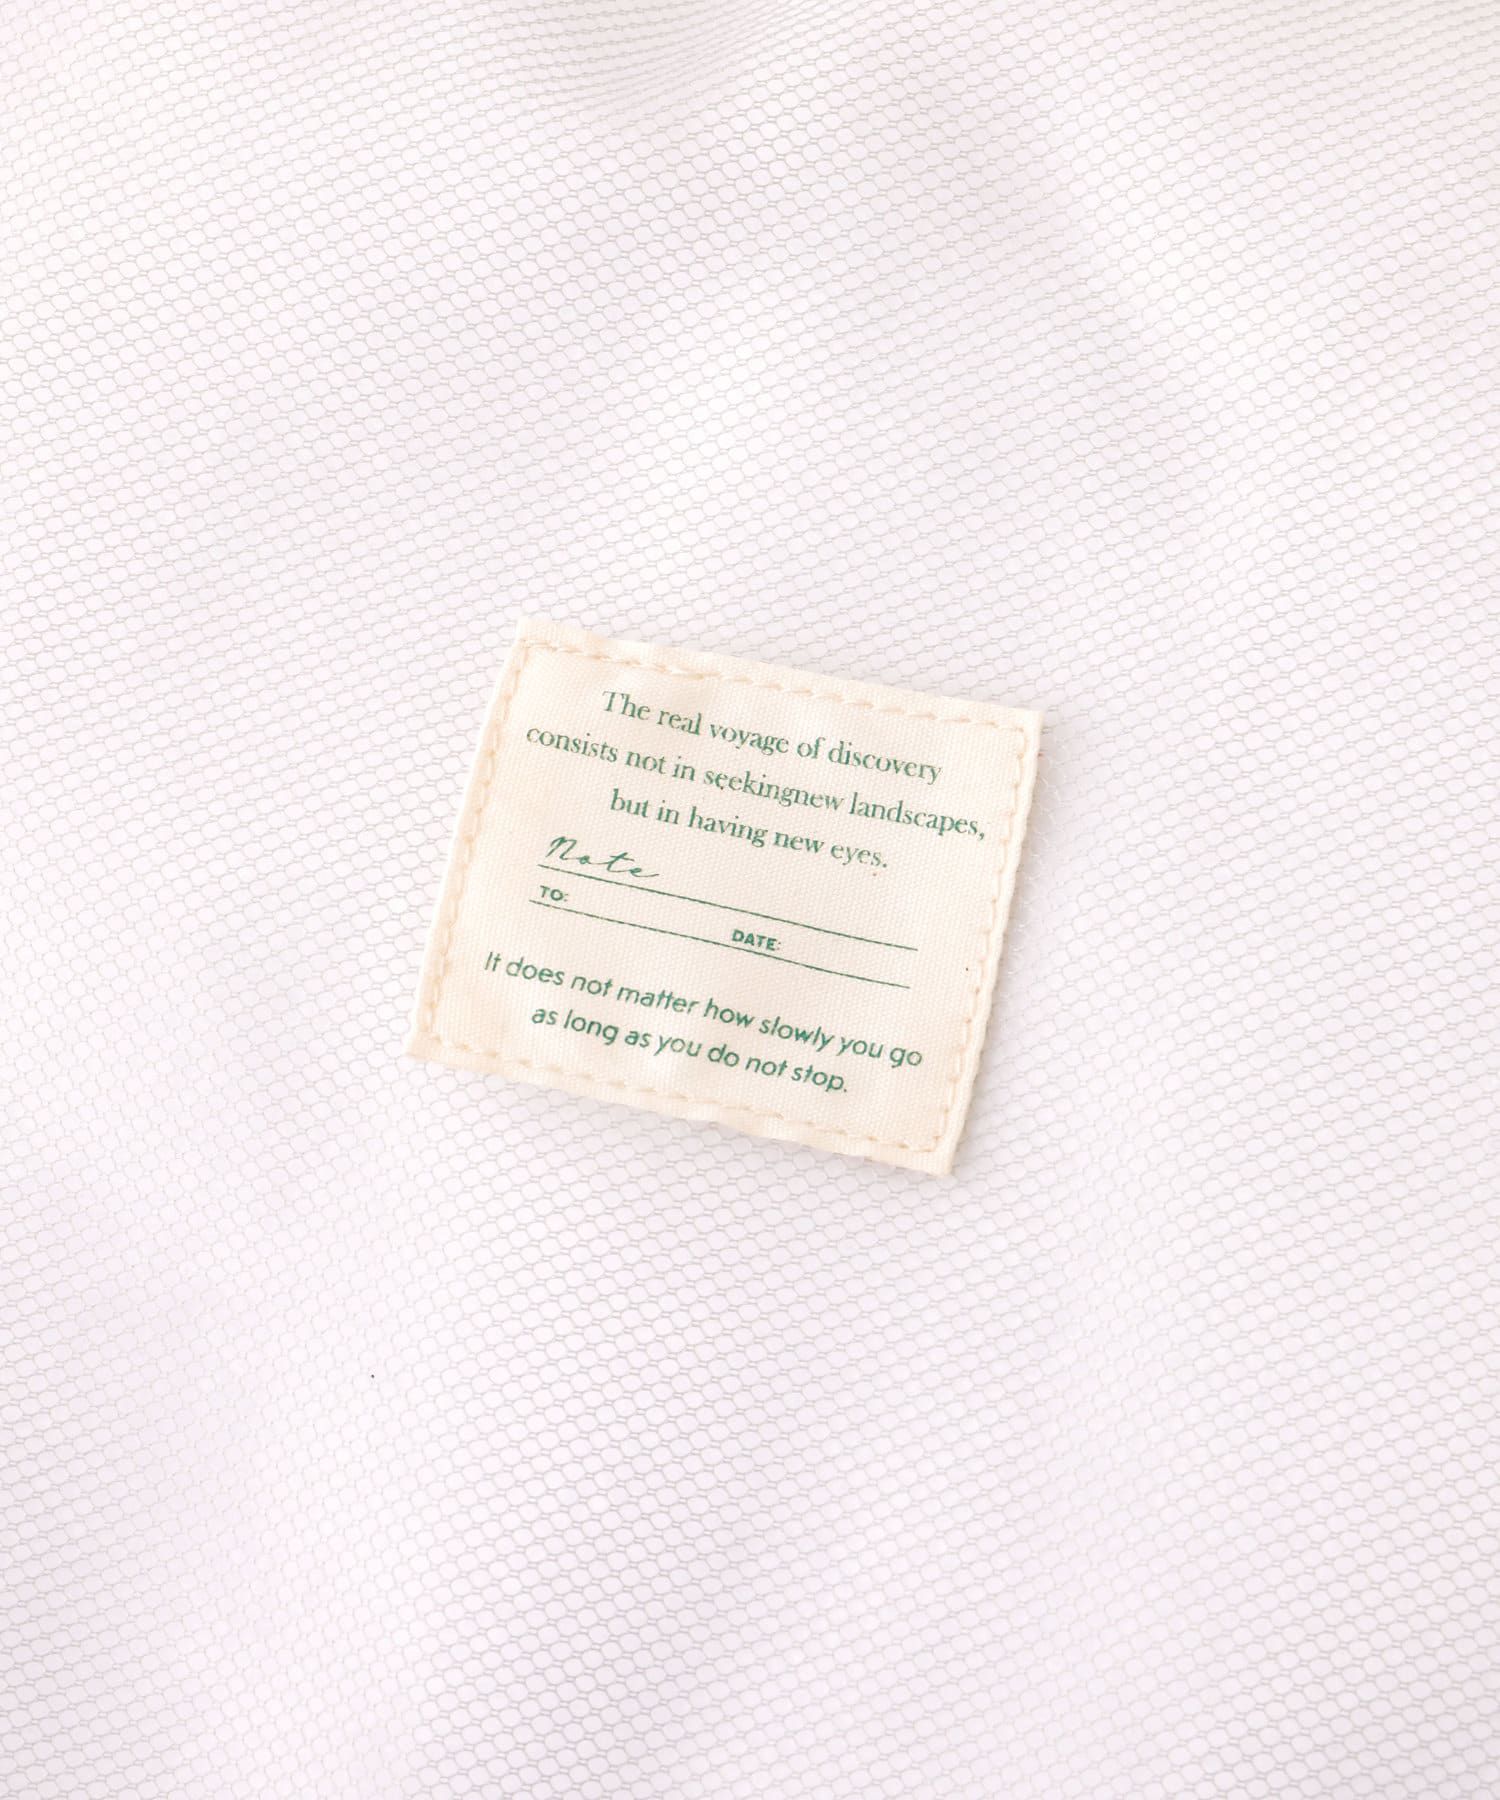 The real voyage of discovery
consists not in seekingnew landscapes,
but in having new eyes.
Note
TO:
DATE:
It does not matter how slowly you go
as long as you do not stop.